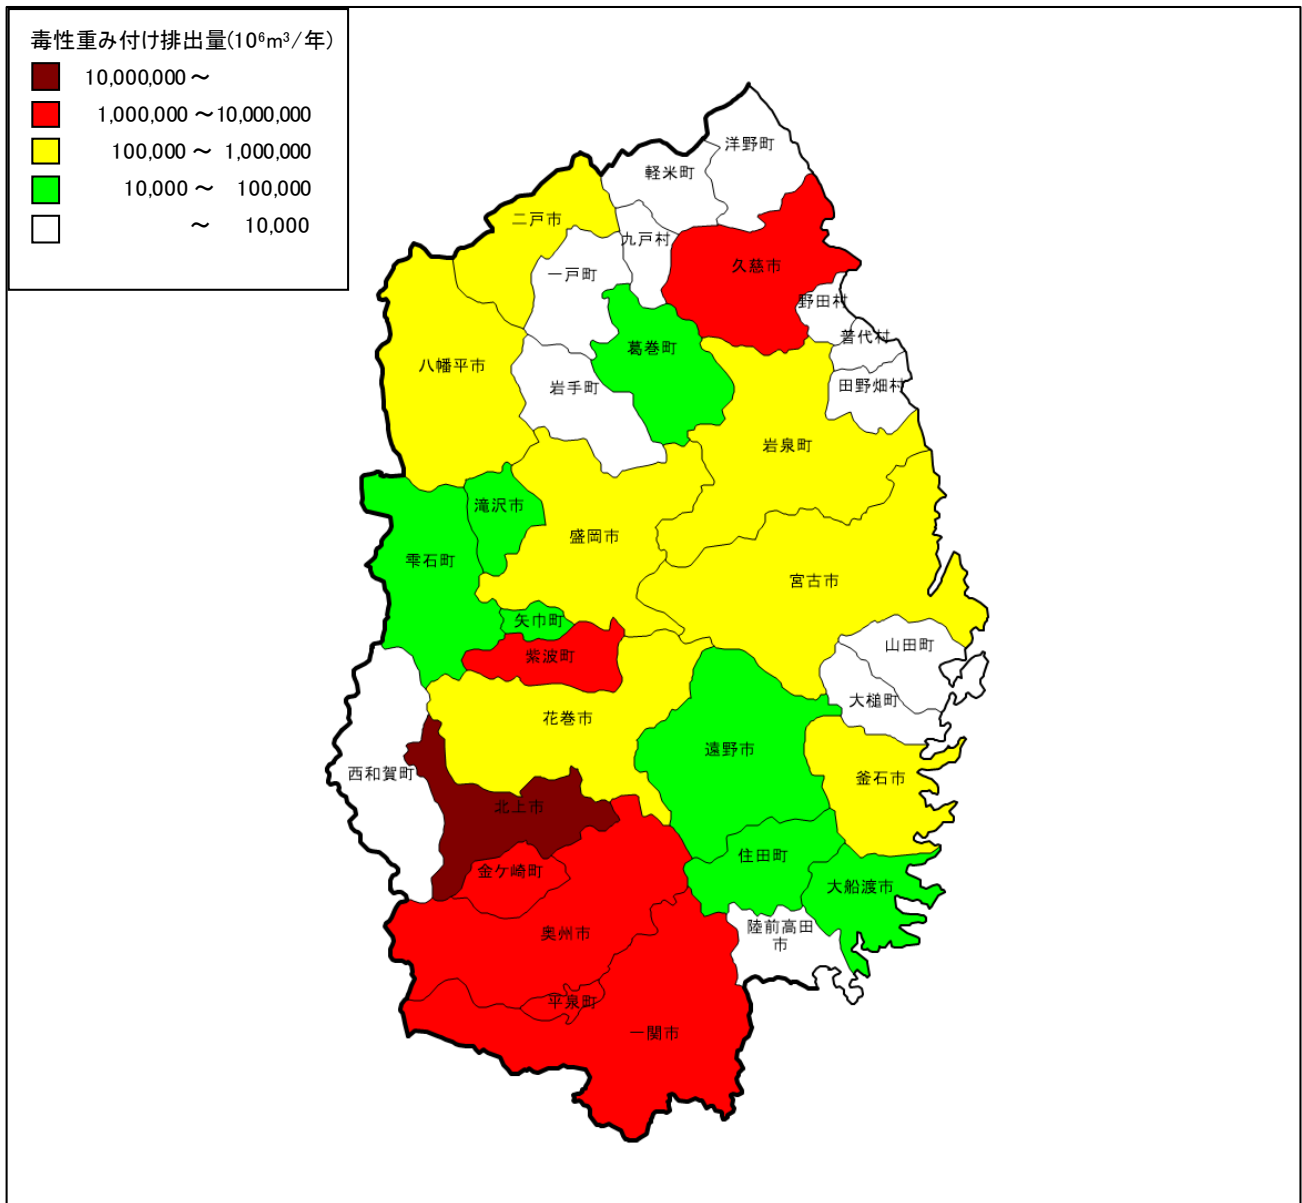 毒性重み付け排出量(10⁶m³/年)
10,000,000～
1,000,000～10,000,000
100,000～ 1,000,000
10,000～ 100,000
～ 10,000
洋野町
軽米町
二戸市
九戸村
久慈市
一戸町
野田村
普代村
葛巻町
八幡平市
岩手町
田野畑村
岩泉町
滝沢市
盛岡市
雫石町
宮古市
矢巾町
山田町
紫波町
大槌町
花巻市
遠野市
西和賀町
釜石市
北上市
住田町
金ケ崎町
大船渡市
陸前高田
市
奥州市
平泉町
一関市